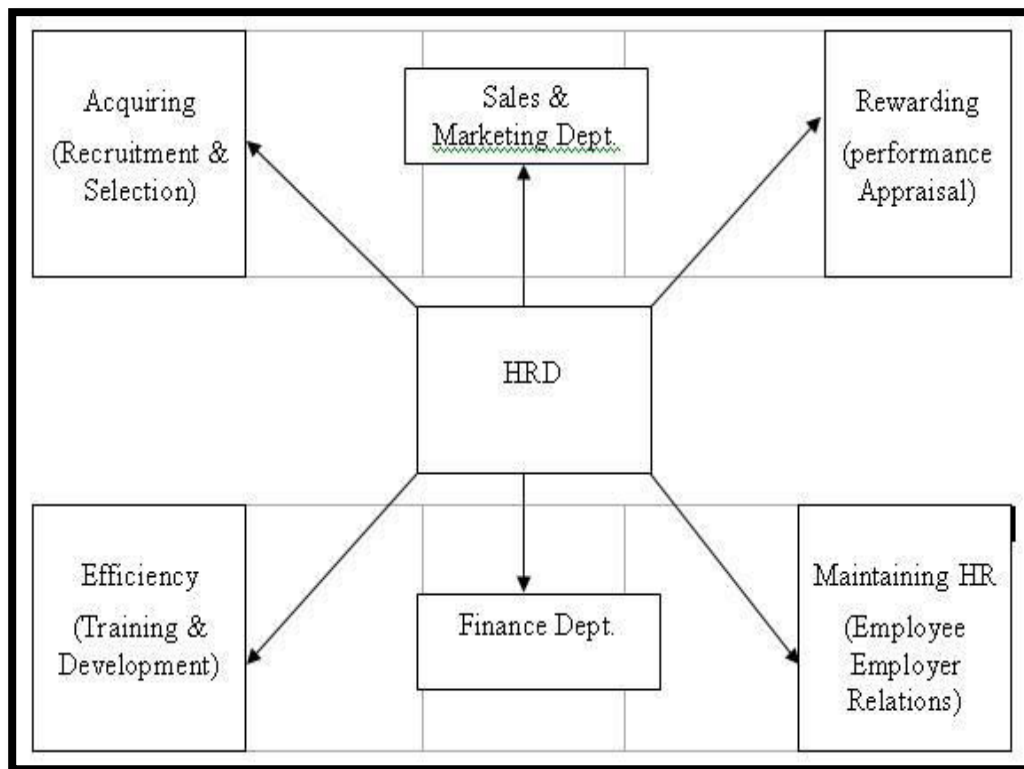 Acquiring
(Recruitment &
Selection)
Sales &
Marketing Dept.
Rewarding
(performance
Appraisal)
HRD
Efficiency
(Training &
Development)
Finance Dept.
Maintaining HR
(Employee
Employer
Relations)